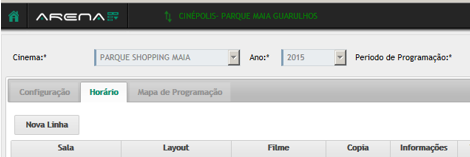 ARENA CINÉPOLIS- PARQUE MAIA GUARULHOS
Cinema:* PARQUE SHOPPING MAIA Ano:* 2015 Período de Programação:*
Configuração Horário Mapa de Programação
Nova Linha
Sala Layout Filme Copia Informações